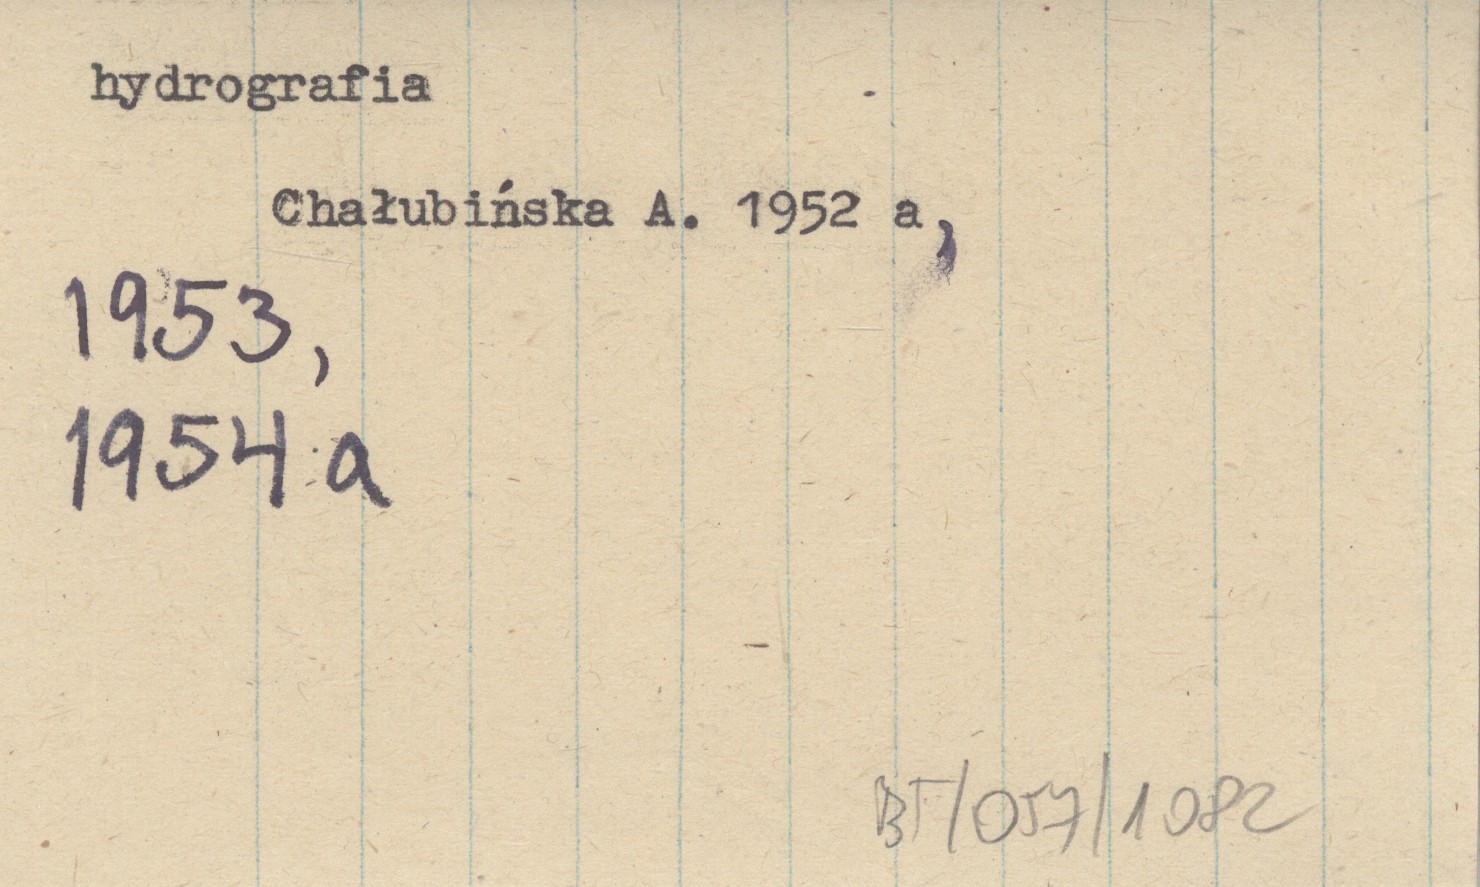 hydrografia
Chałubińska A. 1952 a,
1953,
1954 a
BT/057/1082